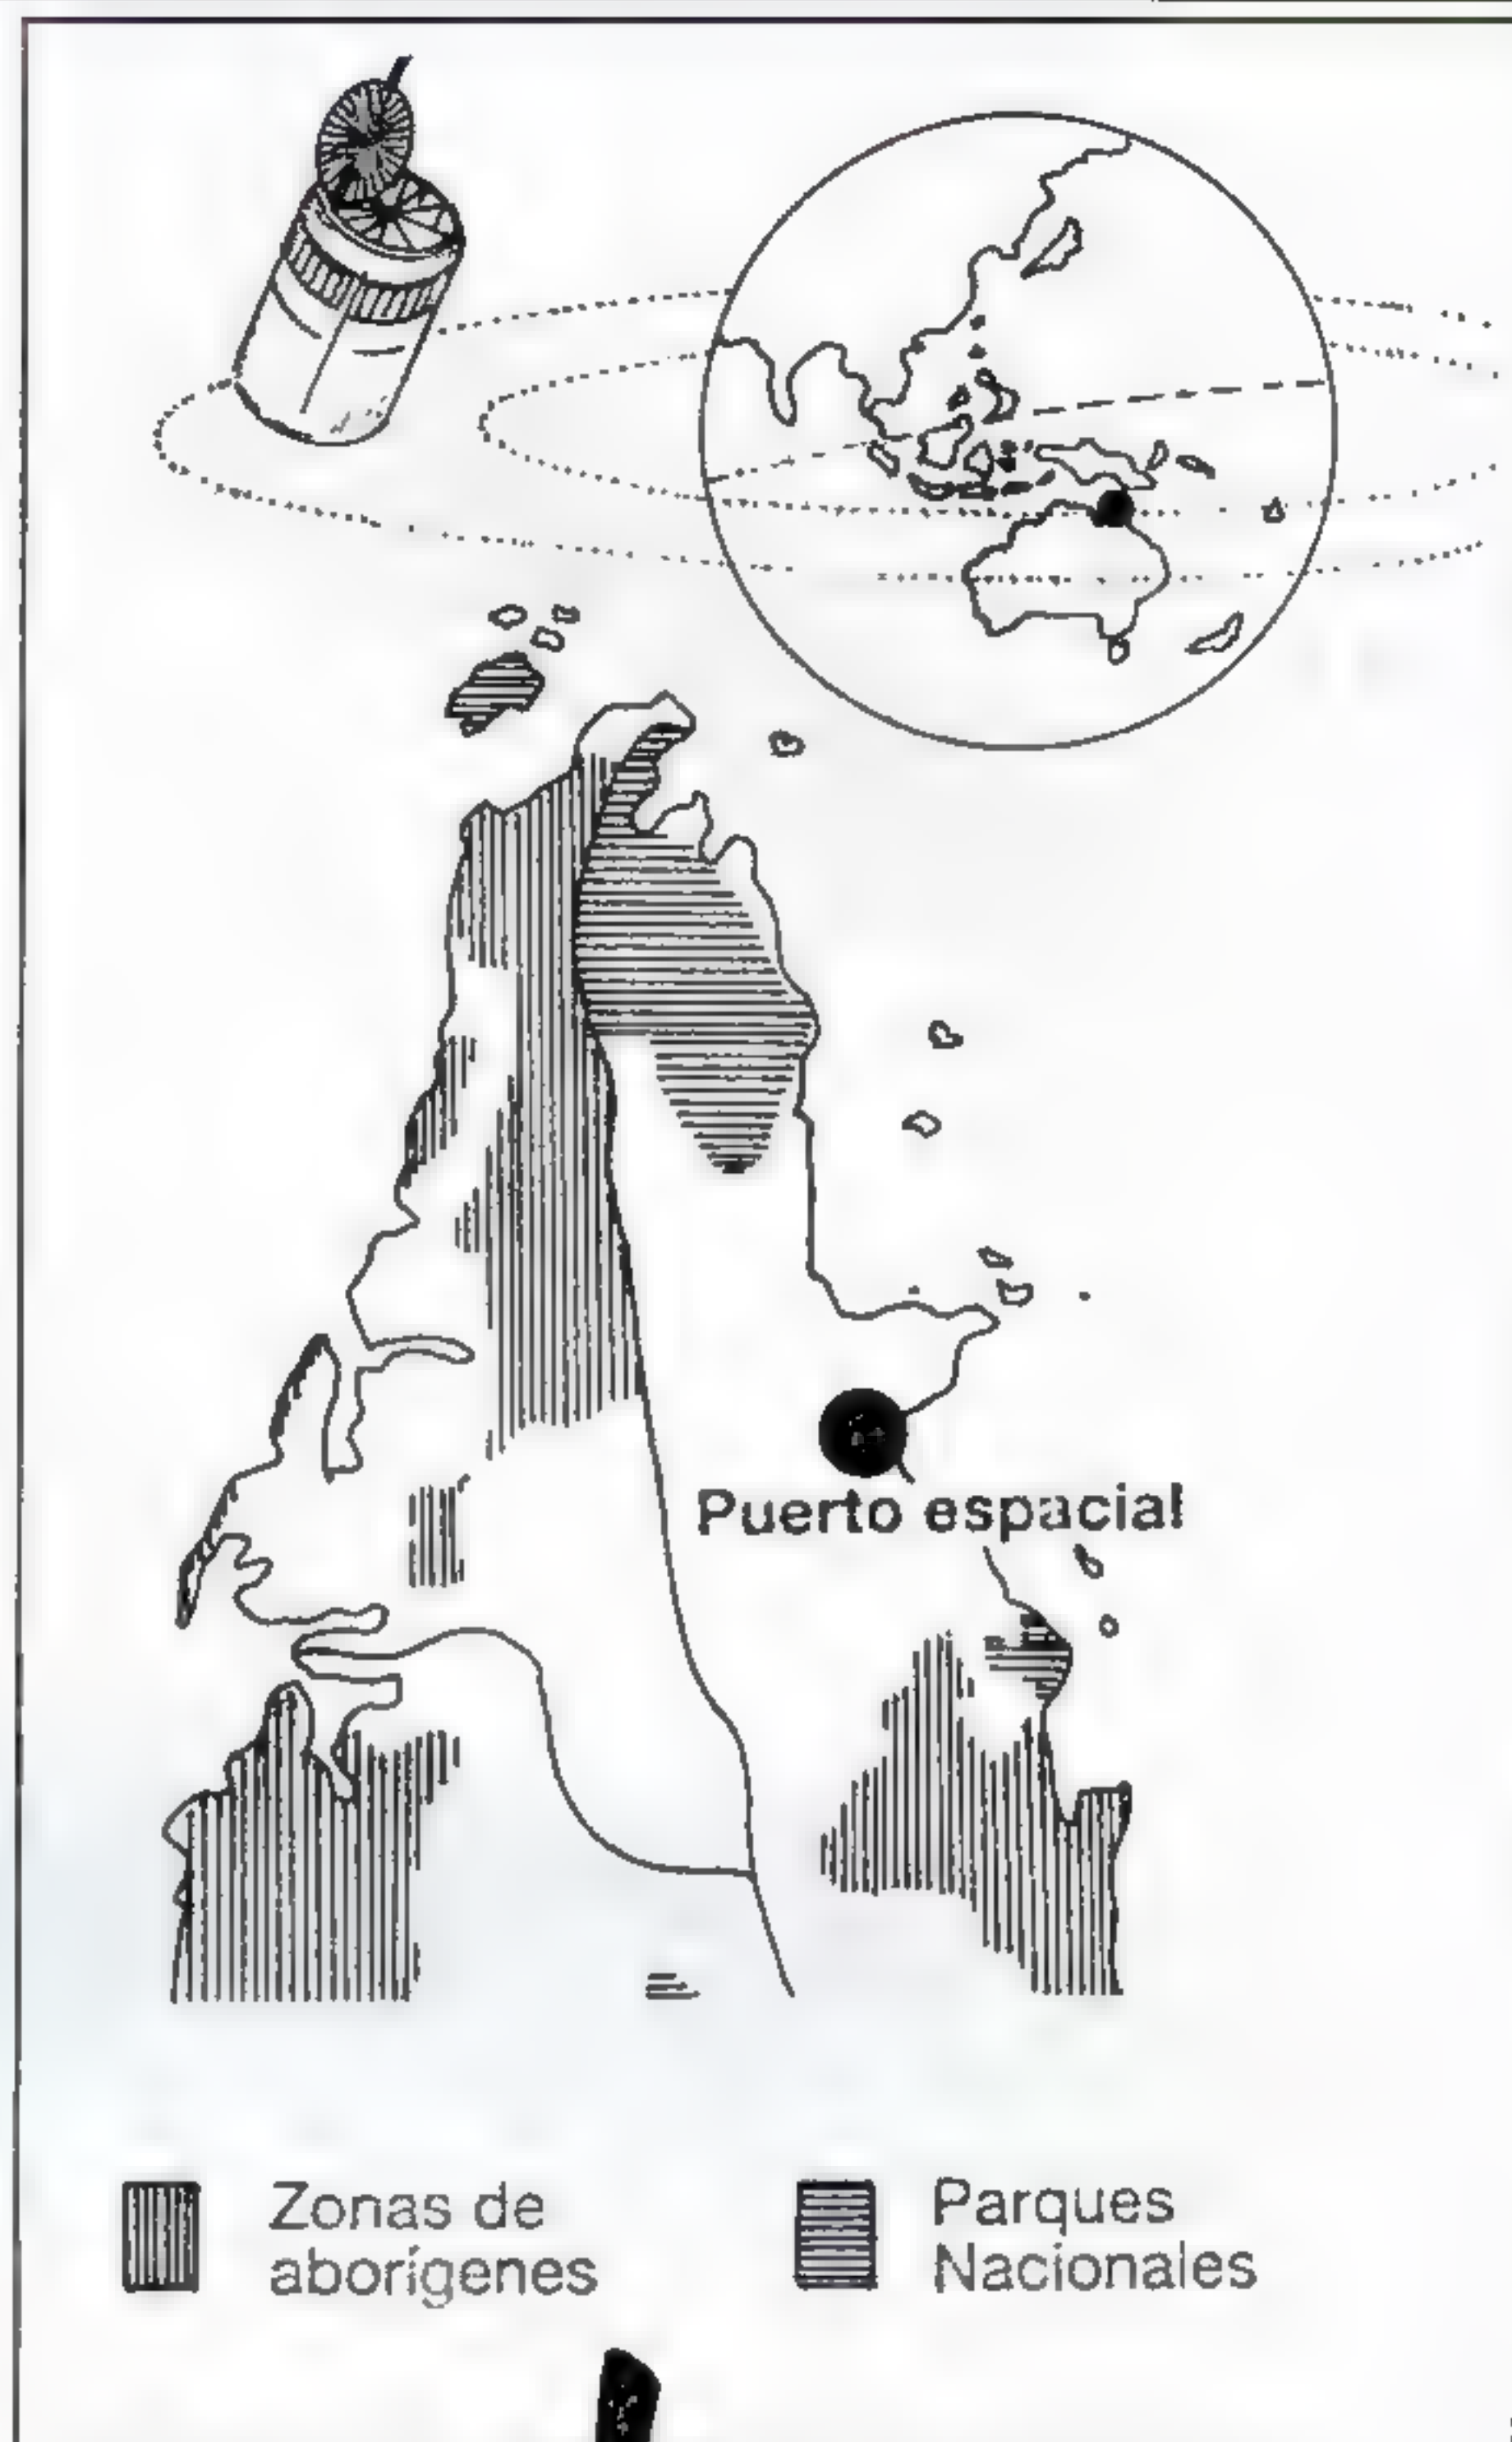 Puerto espacial
Zonas de
aborígenes
Parques
Nacionales